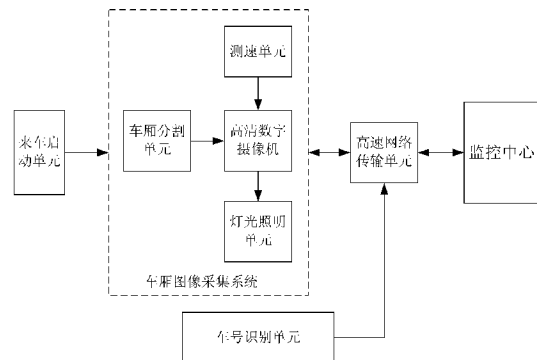 测速单元
来车启
动单元
车厢分割
单元
高清数字
摄像机
高速网络
传输单元
监控中心
灯光照明
单元
车厢图像采集系统
车号识别单元